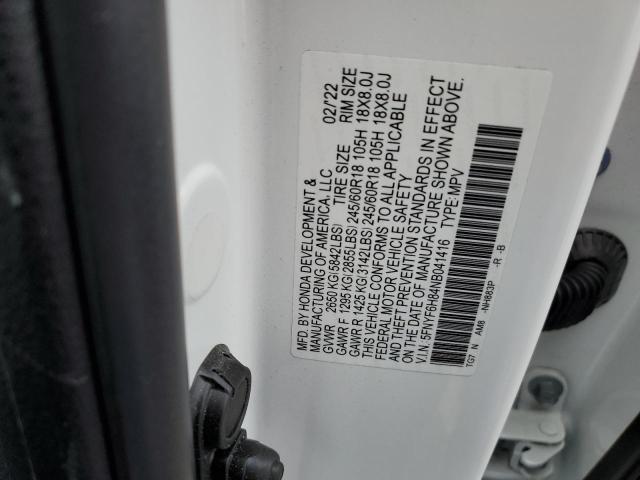 MFD. BY HONDA DEVELOPMENT & 02/'22
MANUFACTURING OF AMERICA, LLC
GVWR 2650 KG(5842LBS) TIRE SIZE RIM SIZE
GAWR F 1295 KG(2855LBS) 245/60R18 105H 18X8.0J
GAWR R 1425 KG(3142LBS) 245/60R18 105H 18X8.0J
THIS VEHICLE CONFORMS TO ALL APPLICABLE
FEDERAL MOTOR VEHICLE SAFETY
AND THEFT PREVENTION STANDARDS IN EFFECT
ON THE DATE OF MANUFACTURE SHOWN ABOVE.
V.I.N. 5FNYF6H84NB041416 TYPE: MPV
TG7 N AM8 -NH883P -R -B